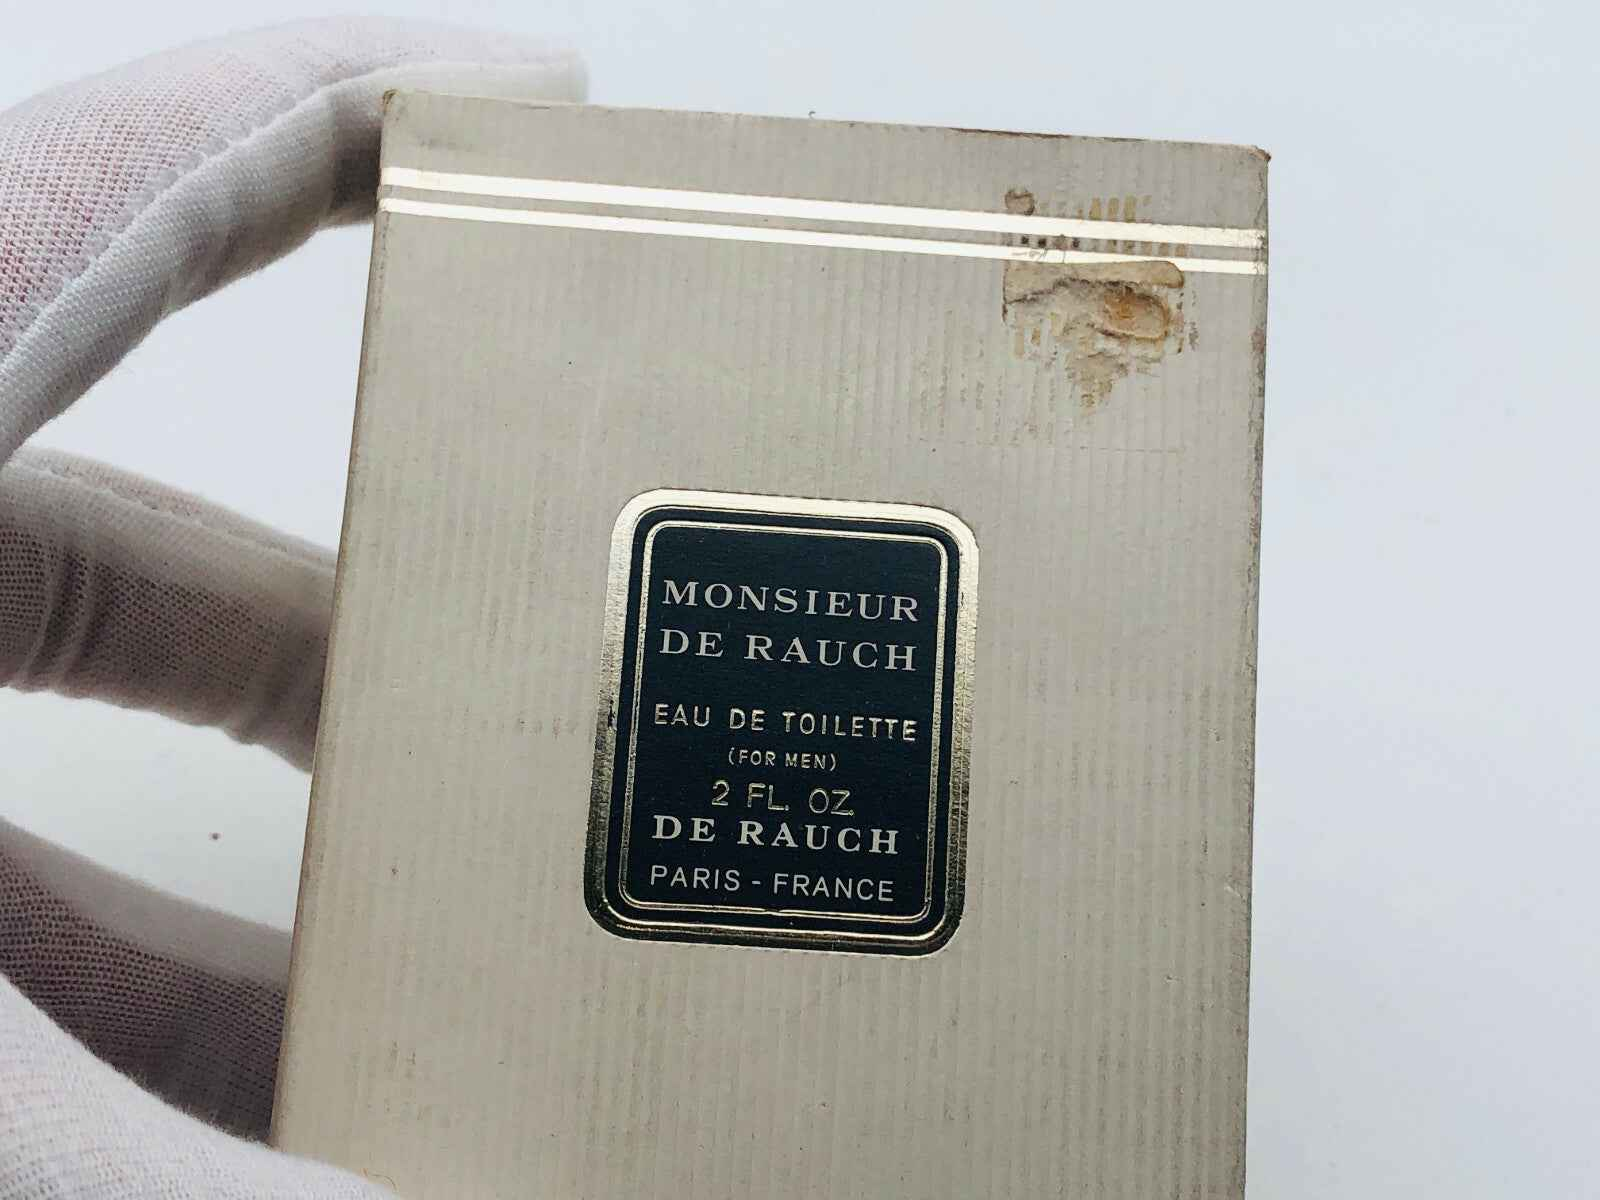 MONSIEUR
DE RAUCH
EAU DE TOILETTE
(FOR MEN)
2 FL. OZ.
DE RAUCH
PARIS - FRANCE